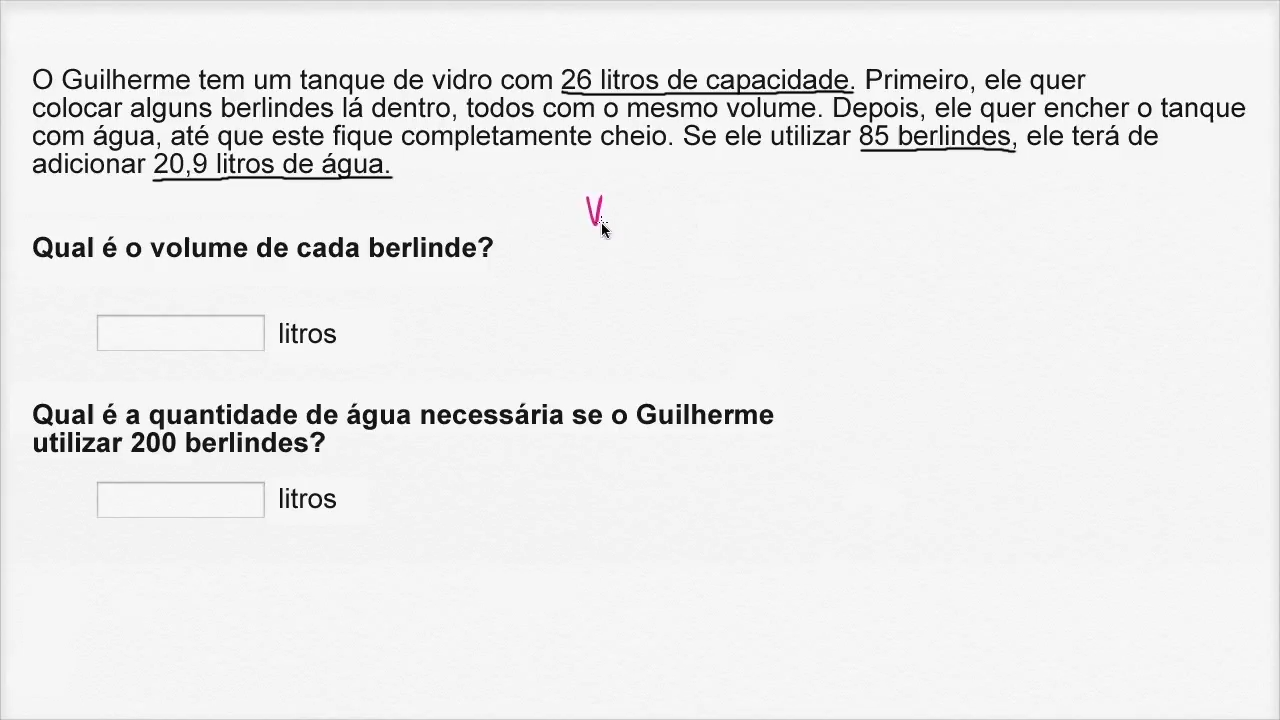 O Guilherme tem um tanque de vidro com 26 litros de capacidade. Primeiro, ele quer
colocar alguns berlindes lá dentro, todos com o mesmo volume. Depois, ele quer encher o tanque
com água, até que este fique completamente cheio. Se ele utilizar 85 berlindes, ele terá de
adicionar 20,9 litros de água.
V
Qual é o volume de cada berlinde?
litros
Qual é a quantidade de água necessária se o Guilherme
utilizar 200 berlindes?
litros